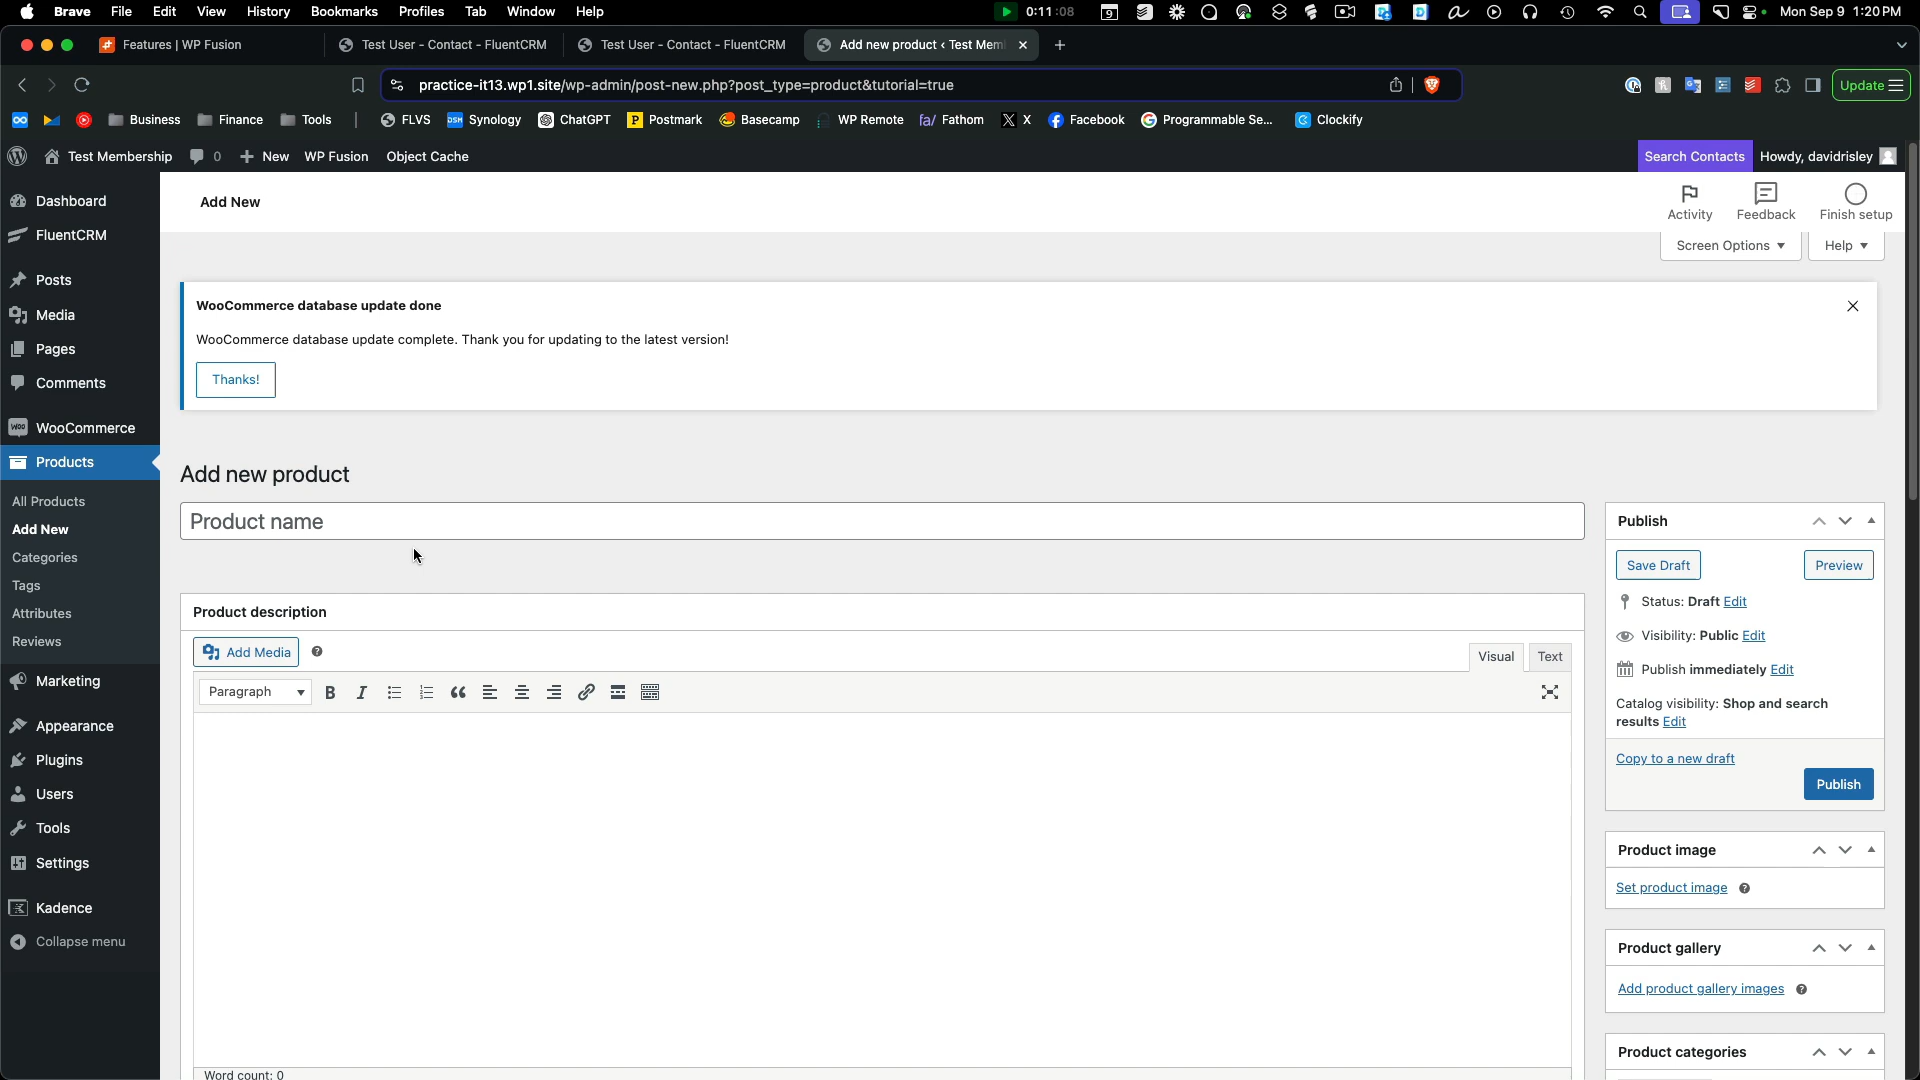 Brave File Edit View History Bookmarks Profiles Tab Window Help 0:11:08 9 Mon Sep 9 1:20 PM
Features | WP Fusion Test User - Contact - FluentCRM Test User - Contact - FluentCRM Add new product ‹ Test Mem
practice-it13.wp1.site/wp-admin/post-new.php?post_type=product&tutorial=true Update
Business Finance Tools FLVS DSM Synology ChatGPT Postmark Basecamp WP Remote fa/ Fathom X Facebook Programmable Se... Clockify
Test Membership 0 New WP Fusion Object Cache Search Contacts Howdy, davidrisley
Add New
Activity Feedback Finish setup
Screen Options Help
Dashboard
FluentCRM
Posts
Media
Pages
Comments
WooCommerce
Products
All Products
Add New
Categories
Tags
Attributes
Reviews
Marketing
Appearance
Plugins
Users
Tools
Settings
Kadence
Collapse menu
WooCommerce database update done
WooCommerce database update complete. Thank you for updating to the latest version!
Thanks!
Add new product
Product name
Product description
Add Media
Visual Text
Paragraph B I
Word count: 0
Publish
Save Draft Preview
Status: Draft Edit
Visibility: Public Edit
Publish immediately Edit
Catalog visibility: Shop and search
results Edit
Copy to a new draft
Publish
Product image
Set product image
Product gallery
Add product gallery images
Product categories